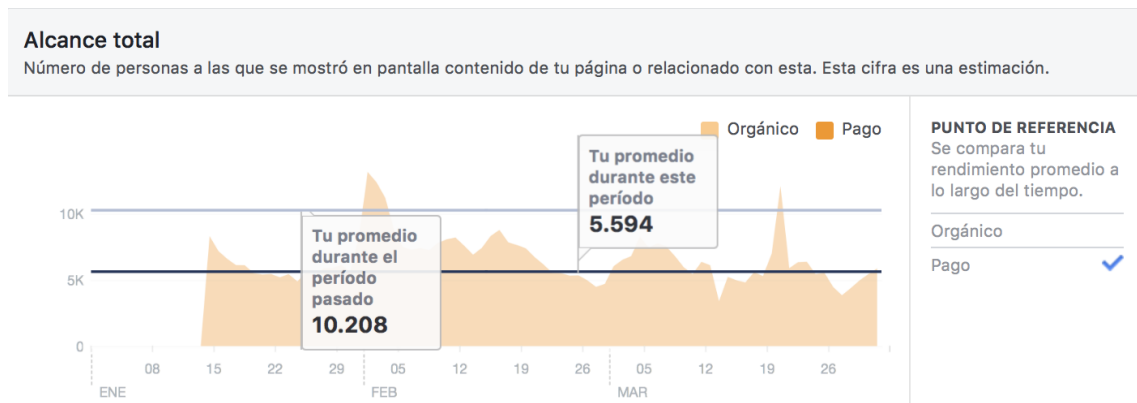 Alcance total
Número de personas a las que se mostró en pantalla contenido de tu página o relacionado con esta. Esta cifra es una estimación.
Orgánico Pago
Tu promedio
durante este
período
5.594
Tu promedio
durante el
período
pasado
10.208
10K
5K
0
08 15 22 29 05 12 19 26 05 12 19 26
ENE FEB MAR
PUNTO DE REFERENCIA
Se compara tu
rendimiento promedio a
lo largo del tiempo.
Orgánico
Pago